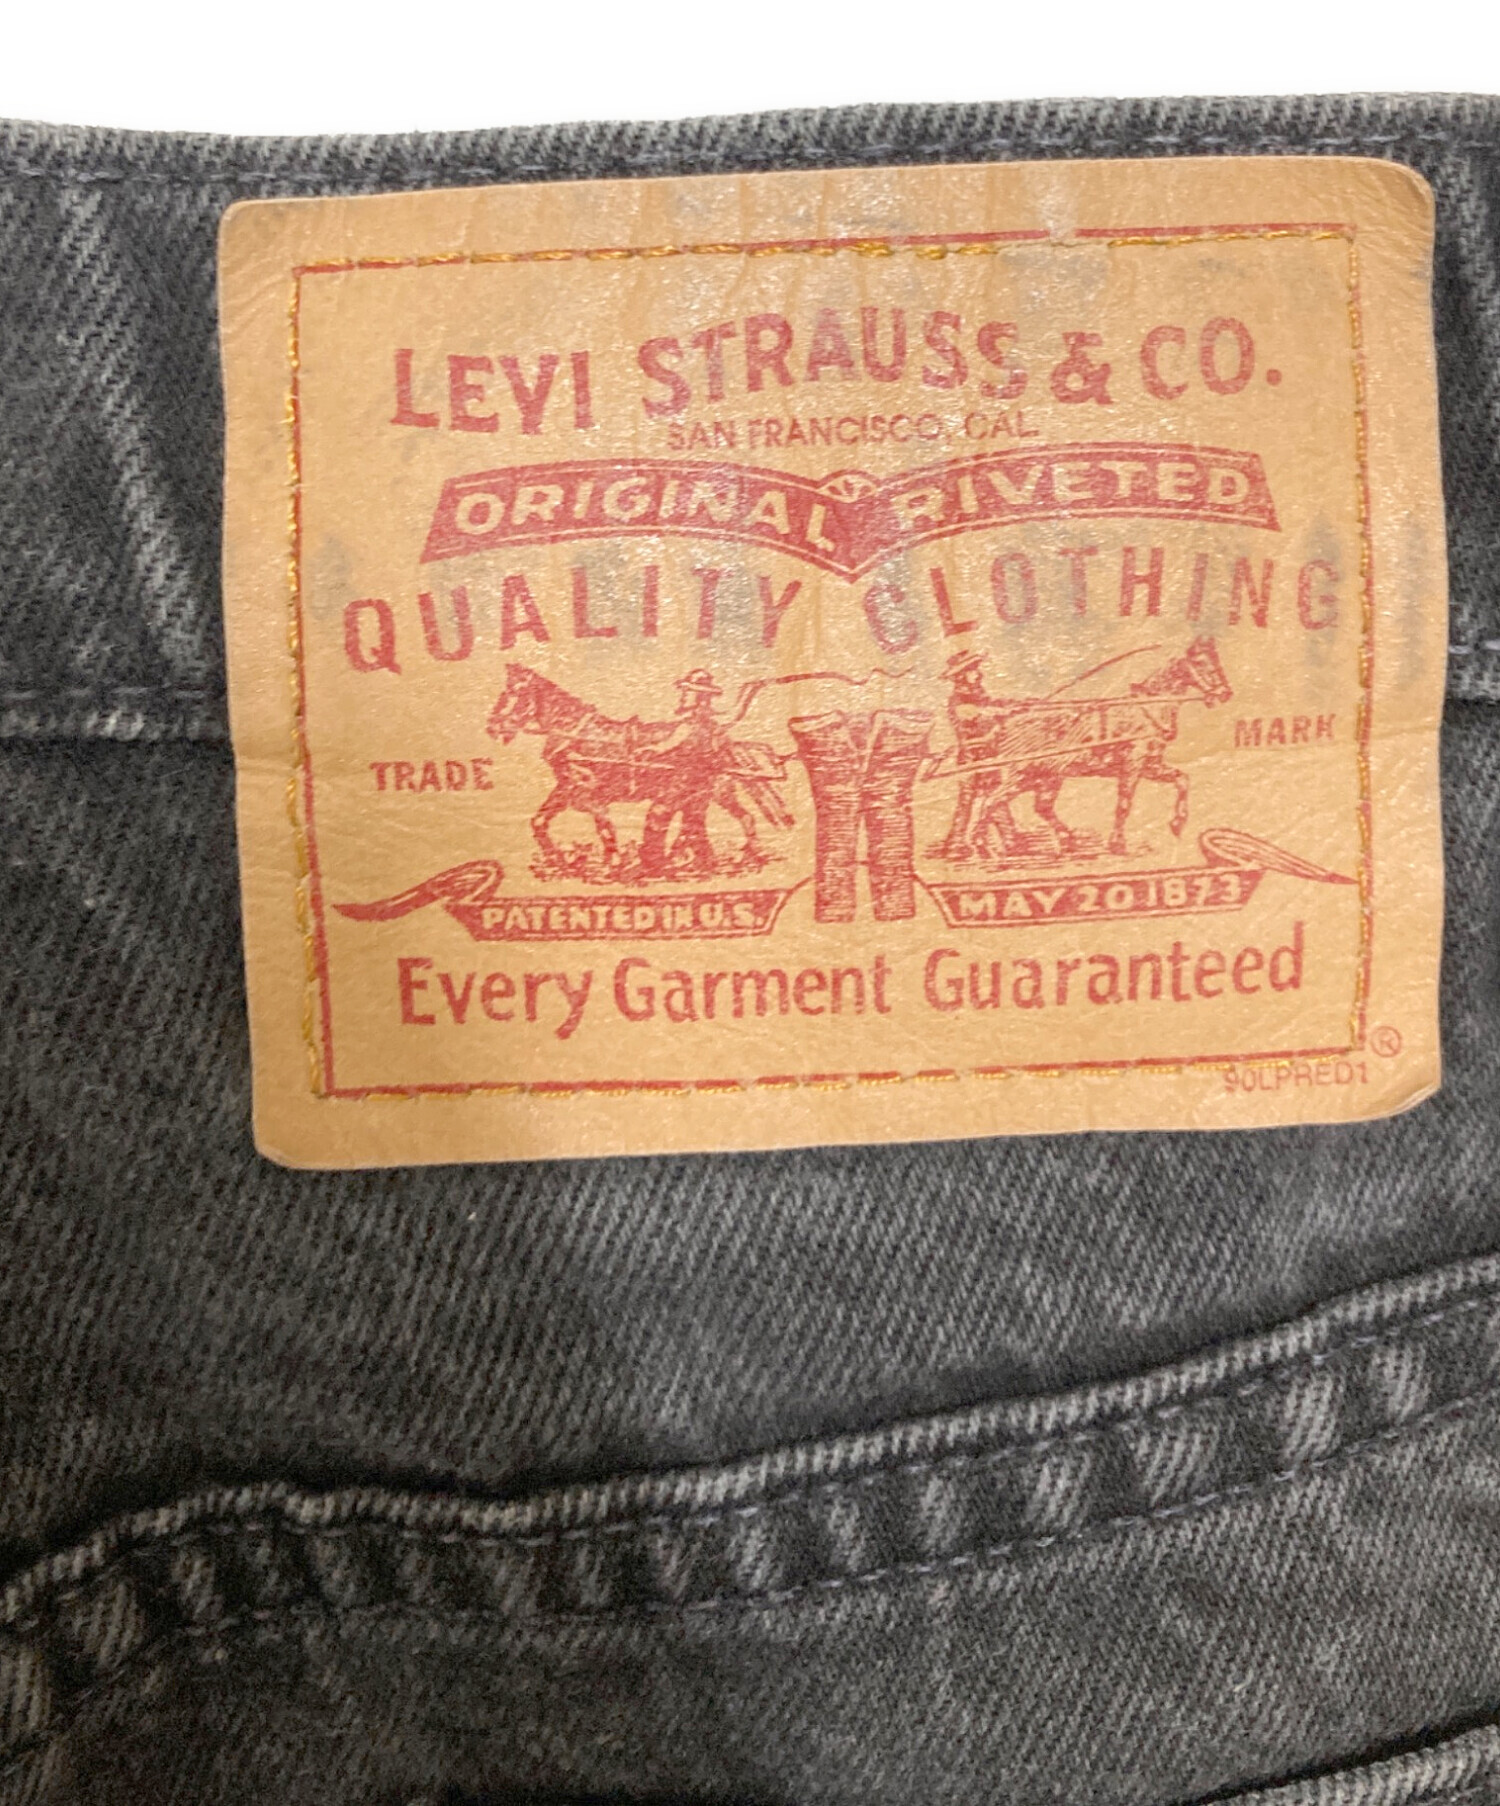 LEVI STRAUSS & CO.
SAN FRANCISCO, CAL.
ORIGINAL RIVETED
QUALITY CLOTHING
TRADE MARK
PATENTED IN U.S. MAY 20 1873
Every Garment Guaranteed
®
90LPRED1